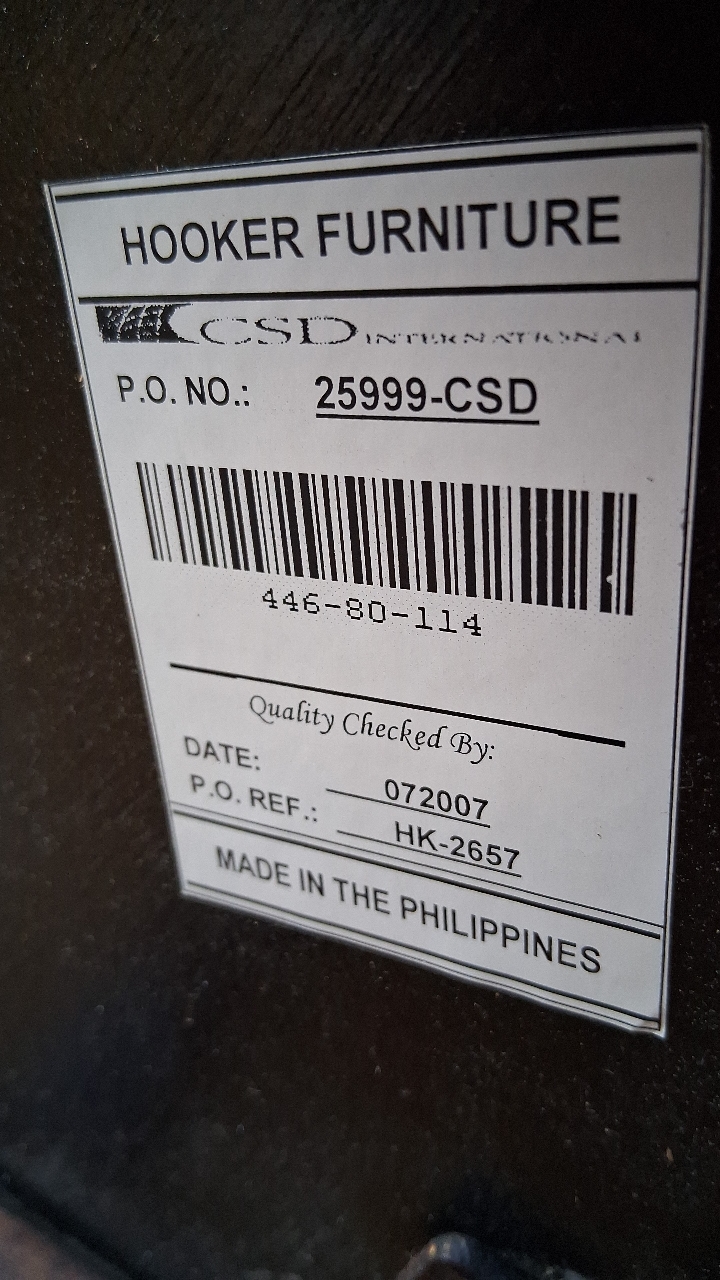 HOOKER FURNITURE
CSD INTERNATIONAL
P.O. NO.: 25999-CSD
446-80-114
Quality Checked By:
DATE: 072007
P.O. REF.: HK-2657
MADE IN THE PHILIPPINES